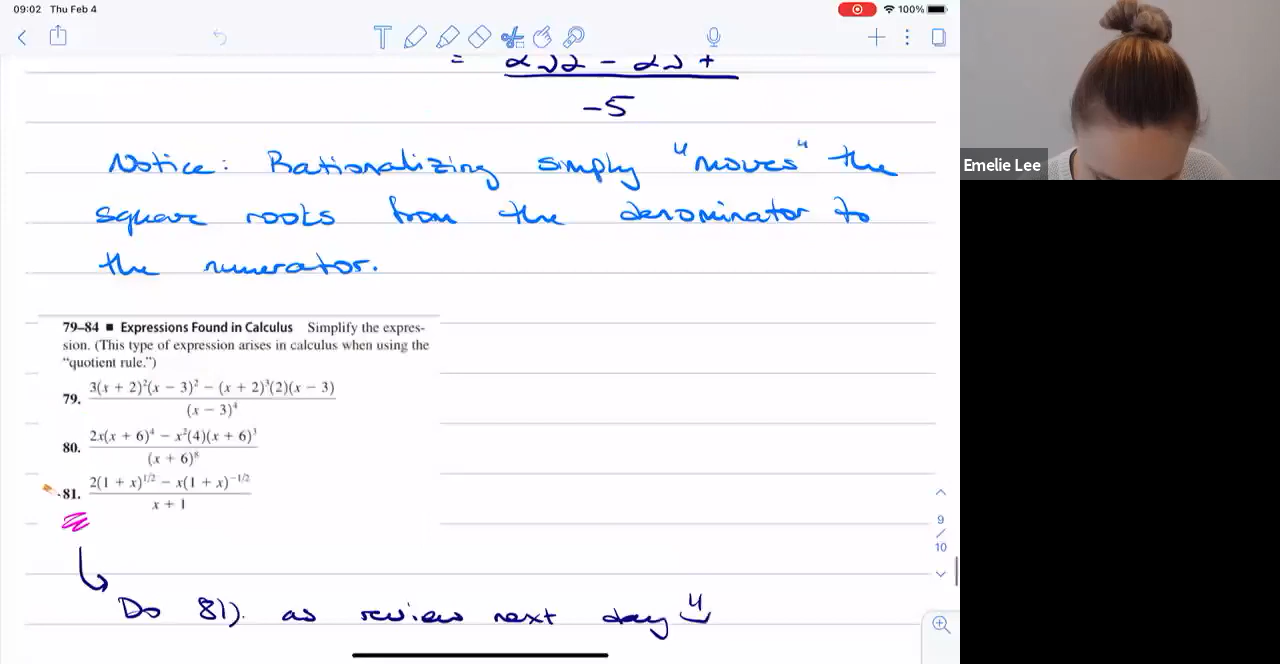 09:02 Thu Feb 4
100%
-5
Notice: Rationalizing simply "moves" the
square roots from the denominator to
the numerator.
79–84 ■ Expressions Found in Calculus Simplify the expres-
sion. (This type of expression arises in calculus when using the
“quotient rule.”)
79. 3(x + 2)²(x − 3)² − (x + 2)³(2)(x − 3)
(x − 3)⁴
80. 2x(x + 6)⁴ − x²(4)(x + 6)³
(x + 6)⁸
81. 2(1 + x)^1/2 − x(1 + x)^−1/2
x + 1
Do 81). as review next day
9
/
10
Emelie Lee